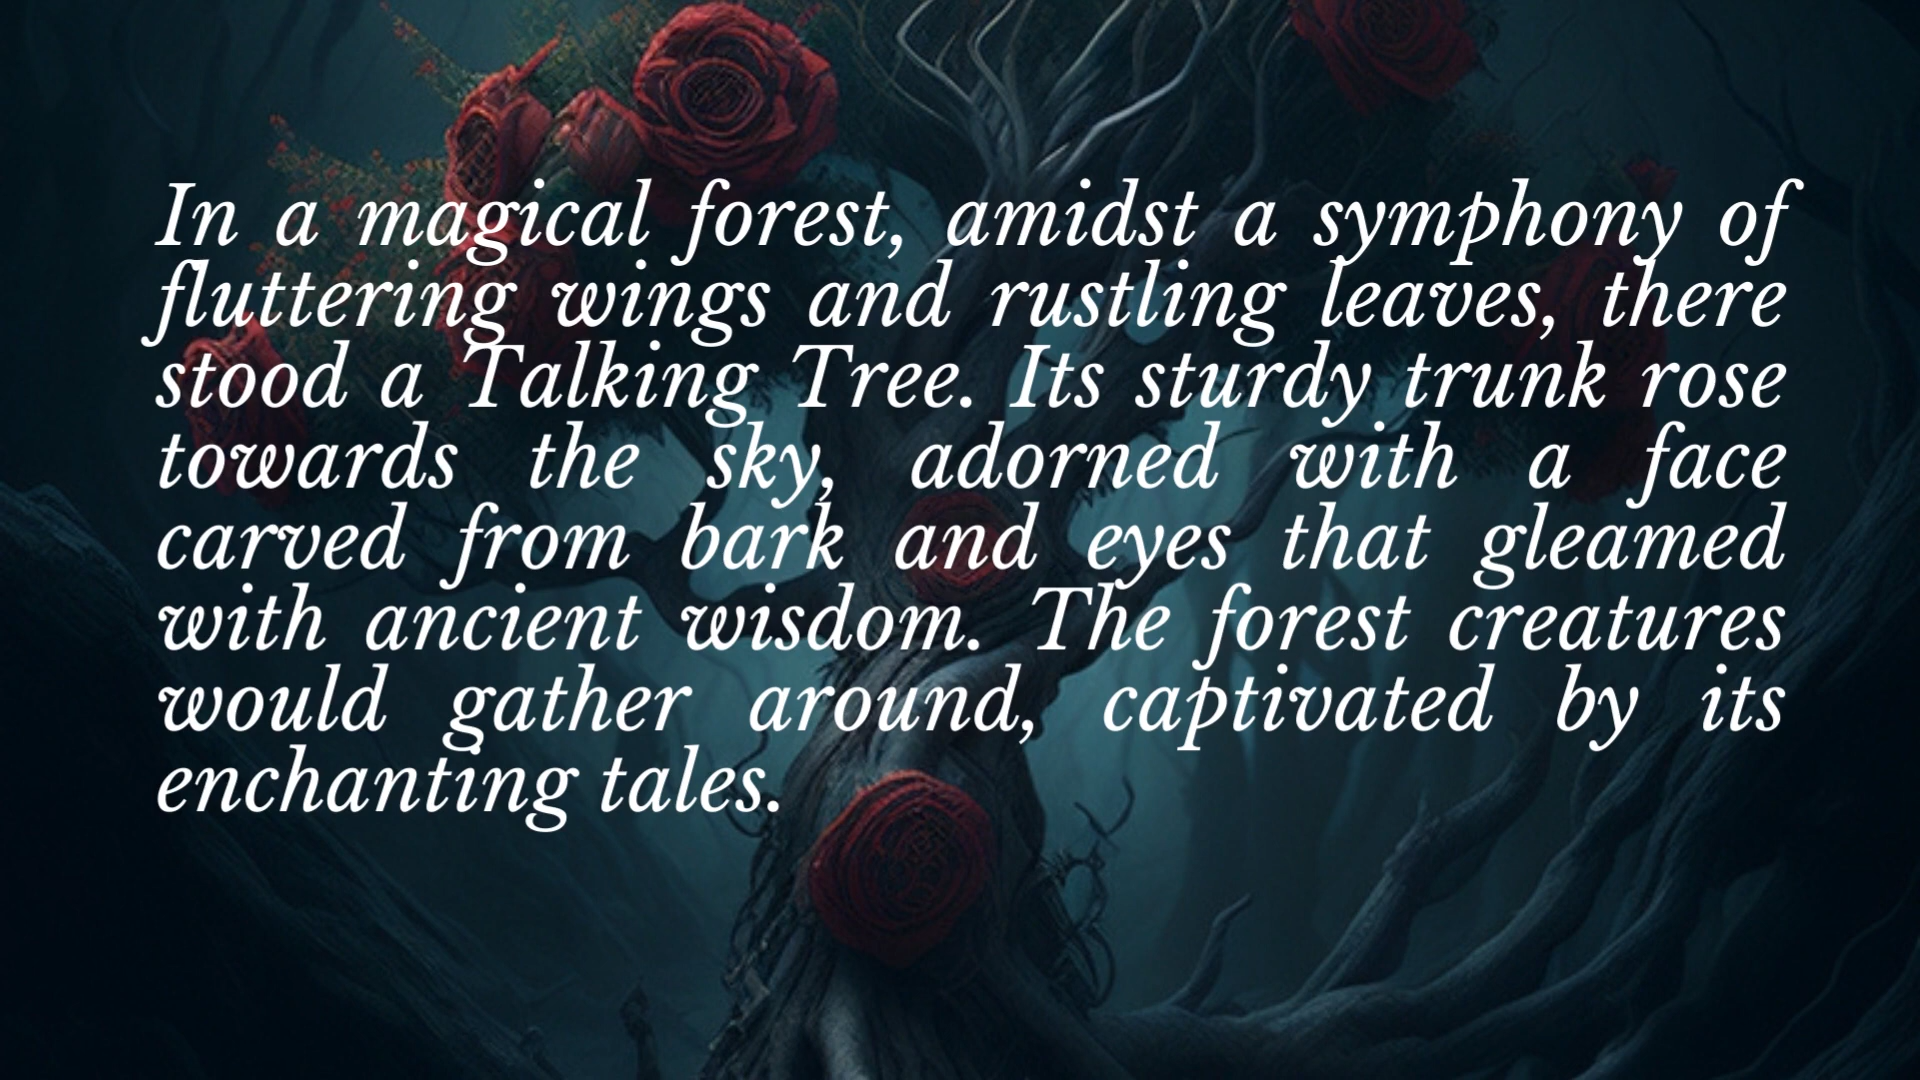 In a magical forest, amidst a symphony of
fluttering wings and rustling leaves, there
stood a Talking Tree. Its sturdy trunk rose
towards the sky, adorned with a face
carved from bark and eyes that gleamed
with ancient wisdom. The forest creatures
would gather around, captivated by its
enchanting tales.